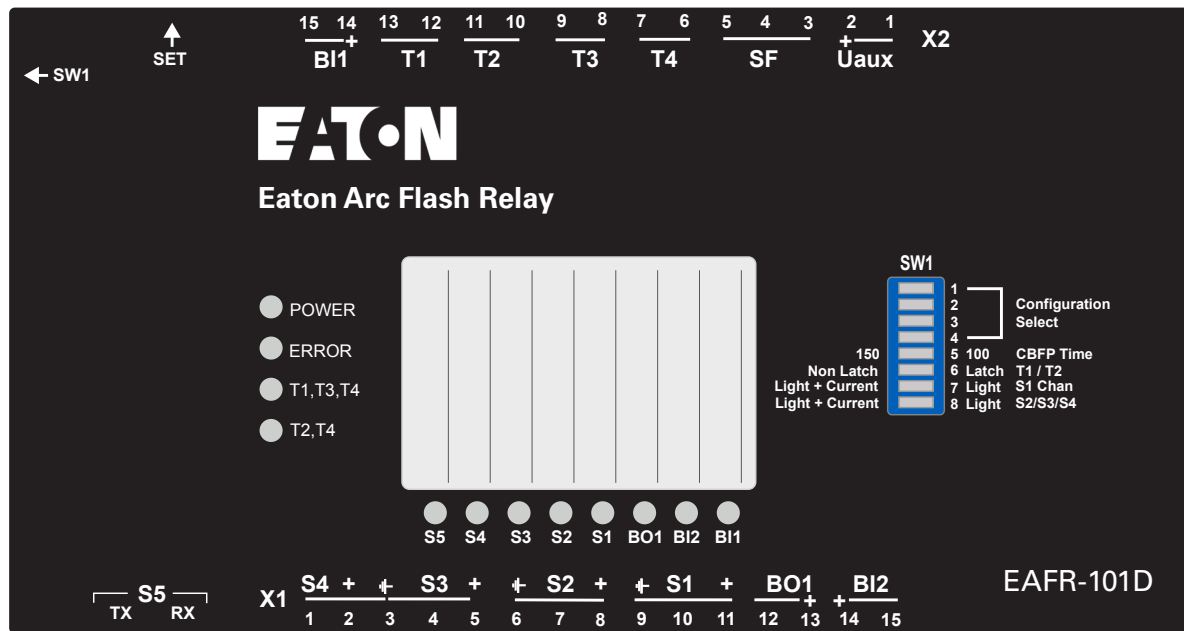 15 14 13 12 11 10 9 8 7 6 5 4 3 2 1
+ +
BI1 T1 T2 T3 T4 SF Uaux X2
SET
SW1
EATON
Eaton Arc Flash Relay
POWER
ERROR
T1,T3,T4
T2,T4
SW1
1
2 Configuration
3 Select
4
150 5 100 CBFP Time
Non Latch 6 Latch T1 / T2
Light + Current 7 Light S1 Chan
Light + Current 8 Light S2/S3/S4
S5 S4 S3 S2 S1 BO1 BI2 BI1
S5
TX RX
X1 S4 + S3 + S2 + S1 + BO1 + + BI2
1 2 3 4 5 6 7 8 9 10 11 12 13 14 15
EAFR-101D